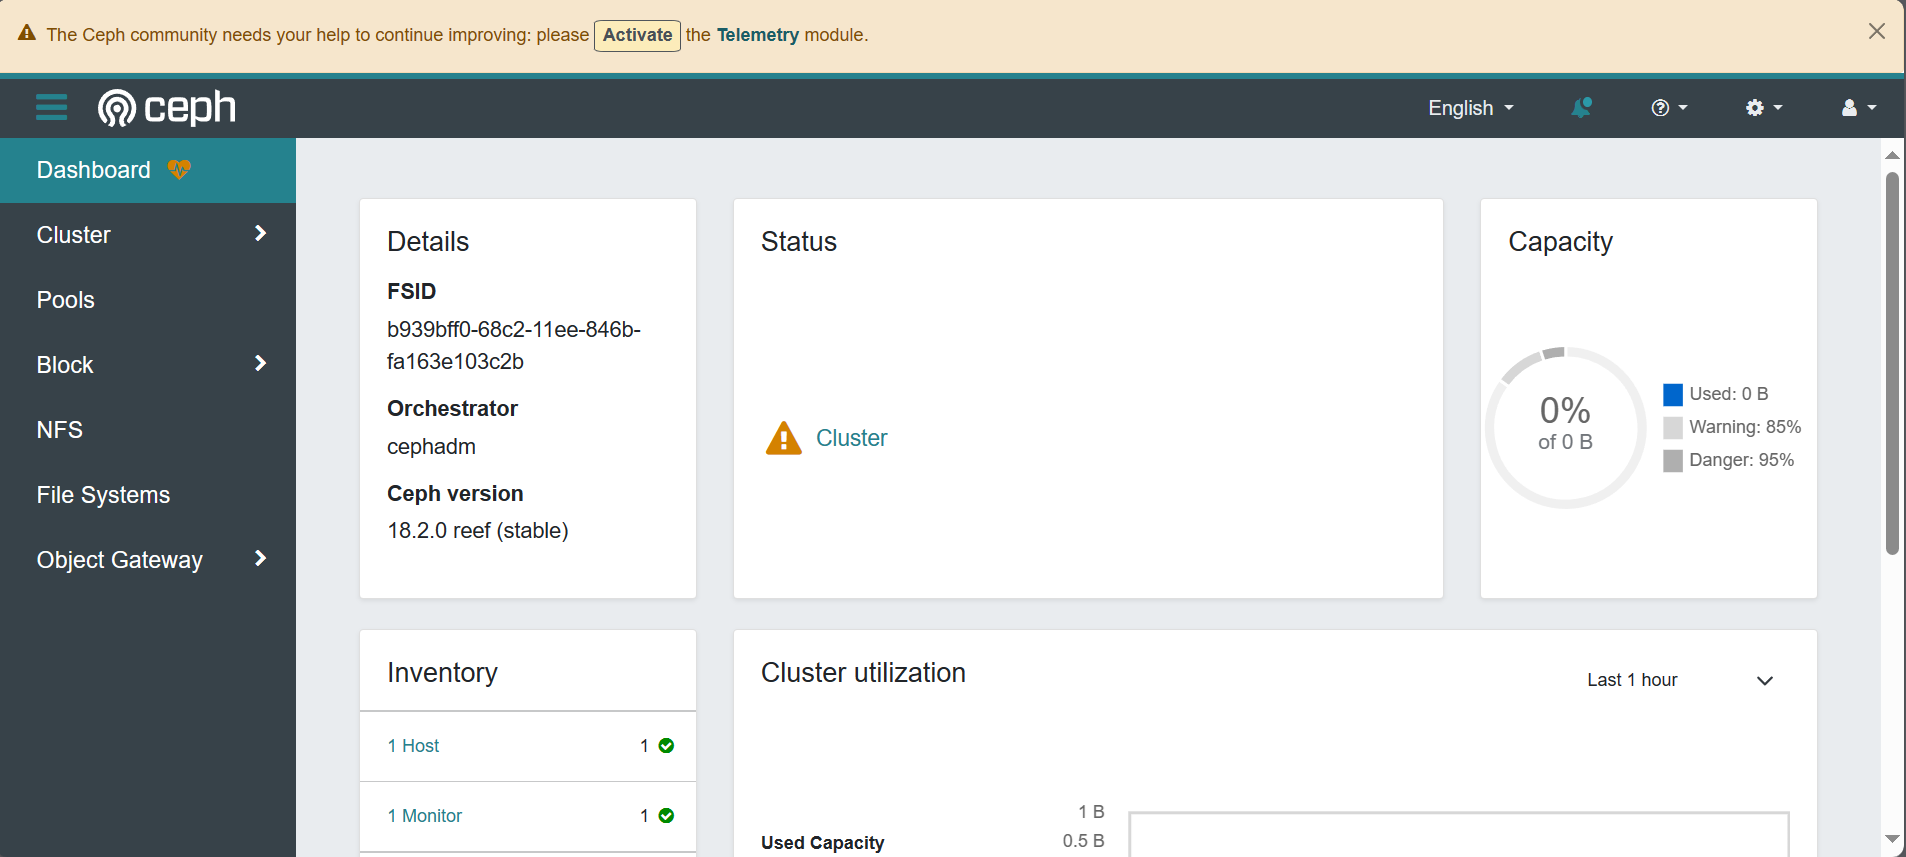 The Ceph community needs your help to continue improving: please Activate the Telemetry module.
ceph
English
Dashboard
Cluster
Pools
Block
NFS
File Systems
Object Gateway
Details
FSID
b939bff0-68c2-11ee-846b-
fa163e103c2b
Orchestrator
cephadm
Ceph version
18.2.0 reef (stable)
Status
Cluster
Capacity
0%
of 0 B
Used: 0 B
Warning: 85%
Danger: 95%
Inventory
1 Host 1
1 Monitor 1
Cluster utilization
Last 1 hour
1 B
0.5 B
Used Capacity